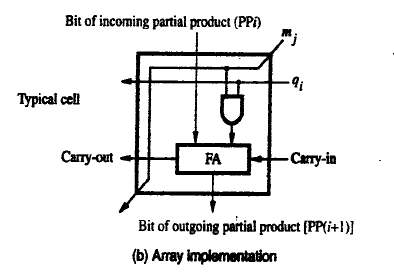 Bit of incoming partial product (PPi)
mj
qi
Typical cell
Carry-out
FA
Carry-in
Bit of outgoing partial product [PP(i+1)]
(b) Array implementation